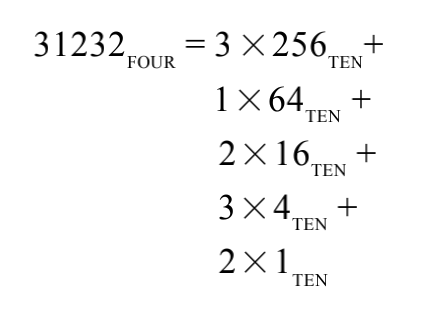 31232FOUR = 3 × 256TEN +
1 × 64TEN +
2 × 16TEN +
3 × 4TEN +
2 × 1TEN